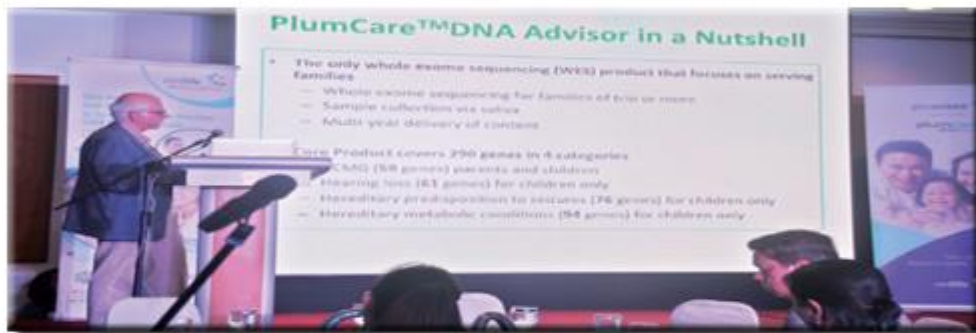 PlumCare™DNA Advisor in a Nutshell
• The only whole exome sequencing (WES) product that focuses on serving
families
– Whole exome sequencing for families of trio or more
– Sample collection via saliva
– Multi-year delivery of content
Core Product covers 290 genes in 4 categories
ACMG (59 genes) parents and children
– Hearing loss (61 genes) for children only
– Hereditary predisposition to seizures (76 genes) for children only
– Hereditary metabolic conditions (94 genes) for children only